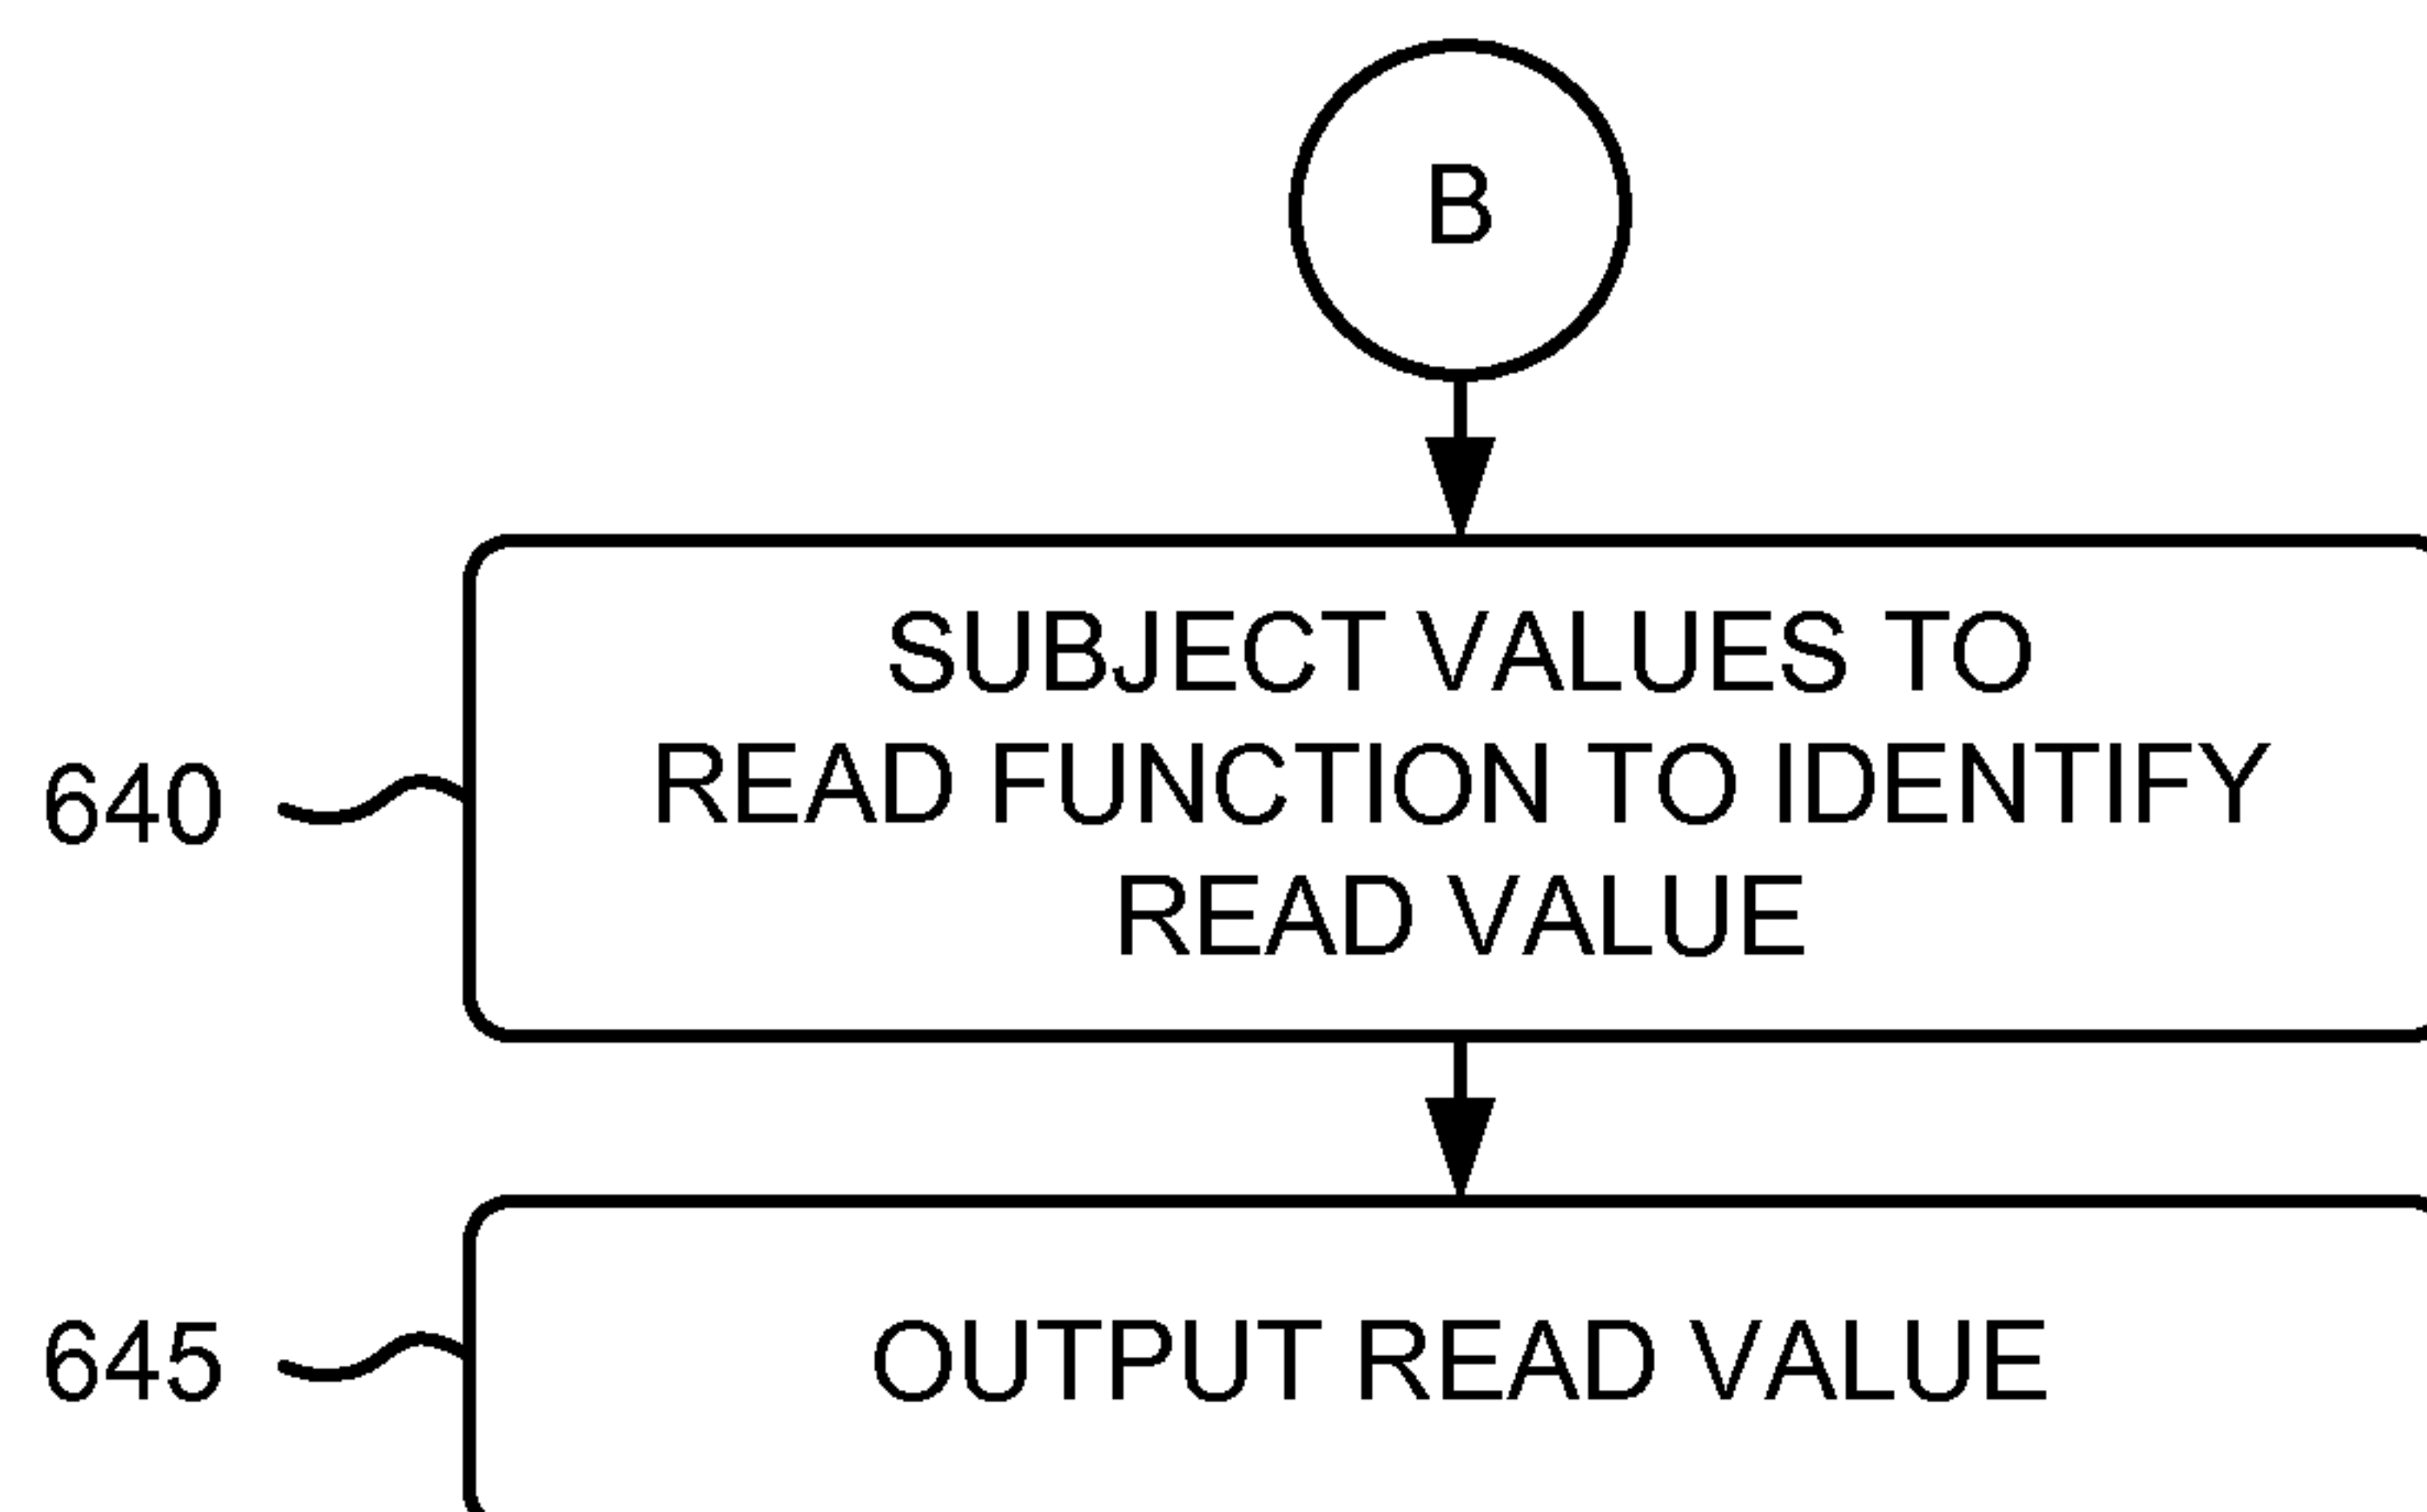 B
SUBJECT VALUES TO
READ FUNCTION TO IDENTIFY
READ VALUE
640
OUTPUT READ VALUE
645